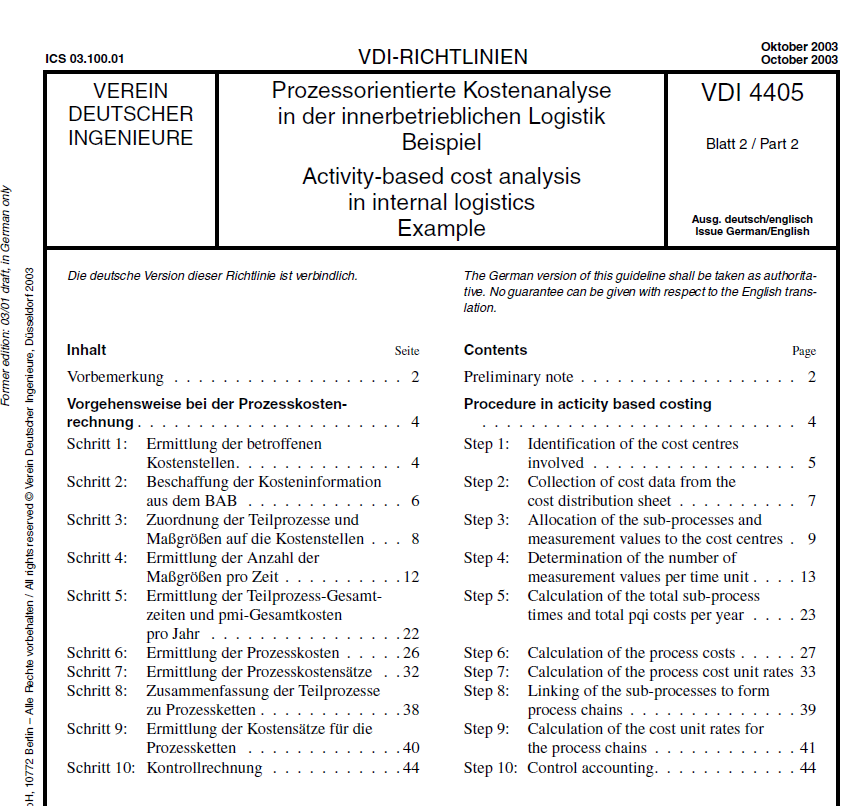 ICS 03.100.01
VDI-RICHTLINIEN
Oktober 2003
October 2003
VEREIN
DEUTSCHER
INGENIEURE
Prozessorientierte Kostenanalyse
in der innerbetrieblichen Logistik
Beispiel
Activity-based cost analysis
in internal logistics
Example
VDI 4405
Blatt 2 / Part 2
Ausg. deutsch/englisch
Issue German/English
Former edition: 03/01 draft, in German only
bH, 10772 Berlin – Alle Rechte vorbehalten / All rights reserved © Verein Deutscher Ingenieure, Düsseldorf 2003
Die deutsche Version dieser Richtlinie ist verbindlich.
Inhalt Seite
Vorbemerkung . . . . . . . . . . . . . . . . . . . . 2
Vorgehensweise bei der Prozesskosten-
rechnung . . . . . . . . . . . . . . . . . . . . . . . 4
Schritt 1: Ermittlung der betroffenen
Kostenstellen. . . . . . . . . . . . . . . 4
Schritt 2: Beschaffung der Kosteninformation
aus dem BAB . . . . . . . . . . . . . . 6
Schritt 3: Zuordnung der Teilprozesse und
Maßgrößen auf die Kostenstellen . . . 8
Schritt 4: Ermittlung der Anzahl der
Maßgrößen pro Zeit . . . . . . . . . . 12
Schritt 5: Ermittlung der Teilprozess-Gesamt-
zeiten und pmi-Gesamtkosten
pro Jahr . . . . . . . . . . . . . . . . 22
Schritt 6: Ermittlung der Prozesskosten . . . . . 26
Schritt 7: Ermittlung der Prozesskostensätze . . 32
Schritt 8: Zusammenfassung der Teilprozesse
zu Prozessketten . . . . . . . . . . . . 38
Schritt 9: Ermittlung der Kostensätze für die
Prozessketten . . . . . . . . . . . . . 40
Schritt 10: Kontrollrechnung . . . . . . . . . . . 44
The German version of this guideline shall be taken as authorita-
tive. No guarantee can be given with respect to the English trans-
lation.
Contents Page
Preliminary note . . . . . . . . . . . . . . . . . . 2
Procedure in acticity based costing
. . . . . . . . . . . . . . . . . . . . . . . . . . 4
Step 1: Identification of the cost centres
involved . . . . . . . . . . . . . . . . . 5
Step 2: Collection of cost data from the
cost distribution sheet . . . . . . . . . . 7
Step 3: Allocation of the sub-processes and
measurement values to the cost centres . 9
Step 4: Determination of the number of
measurement values per time unit . . . . 13
Step 5: Calculation of the total sub-process
times and total pqi costs per year . . . . 23
Step 6: Calculation of the process costs . . . . . 27
Step 7: Calculation of the process cost unit rates 33
Step 8: Linking of the sub-processes to form
process chains . . . . . . . . . . . . . . 39
Step 9: Calculation of the cost unit rates for
the process chains . . . . . . . . . . . . 41
Step 10: Control accounting. . . . . . . . . . . . 44